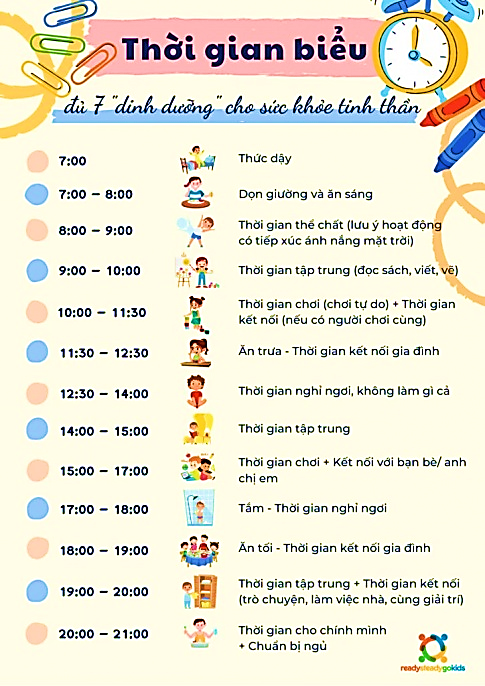 Thời gian biểu
đủ 7 "dinh dưỡng" cho sức khỏe tinh thần
7:00 Thức dậy
7:00 – 8:00 Dọn giường và ăn sáng
8:00 – 9:00 Thời gian thể chất (lưu ý hoạt động
có tiếp xúc ánh nắng mặt trời)
9:00 – 10:00 Thời gian tập trung (đọc sách, viết, vẽ)
10:00 – 11:30 Thời gian chơi (chơi tự do) + Thời gian
kết nối (nếu có người chơi cùng)
11:30 – 12:30 Ăn trưa - Thời gian kết nối gia đình
12:30 – 14:00 Thời gian nghỉ ngơi, không làm gì cả
14:00 – 15:00 Thời gian tập trung
15:00 – 17:00 Thời gian chơi + Kết nối với bạn bè/ anh
chị em
17:00 – 18:00 Tắm - Thời gian nghỉ ngơi
18:00 – 19:00 Ăn tối - Thời gian kết nối gia đình
19:00 – 20:00 Thời gian tập trung + Thời gian kết nối
(trò chuyện, làm việc nhà, cùng giải trí)
20:00 – 21:00 Thời gian cho chính mình
+ Chuẩn bị ngủ
readysteadygokids